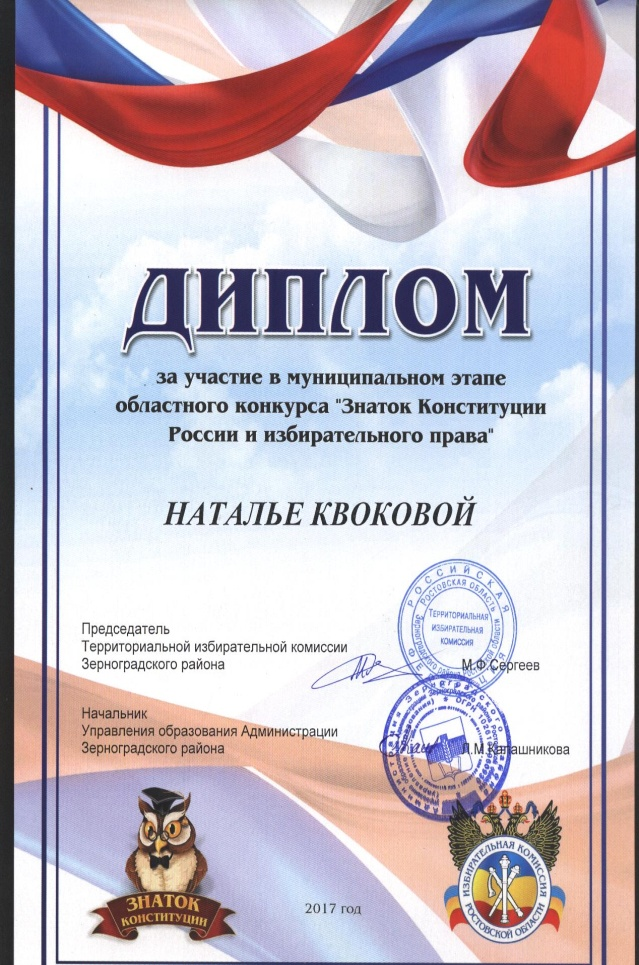 ДИПЛОМ
за участие в муниципальном этапе
областного конкурса "Знаток Конституции
России и избирательного права"
НАТАЛЬЕ КВОКОВОЙ
РОССИЙСКАЯ
РОСТОВСКАЯ ОБЛАСТЬ
ТЕРРИТОРИАЛЬНАЯ
ИЗБИРАТЕЛЬНАЯ
КОМИССИЯ
Председатель
Территориальной избирательной комиссии
Зерноградского района
М.Ф.Сергеев
Начальник
Управления образования Администрации
Зерноградского района
Л.М.Калашникова
ЗНАТОК
КОНСТИТУЦИИ
2017 год
ИЗБИРАТЕЛЬНАЯ КОМИССИЯ
РОСТОВСКОЙ ОБЛАСТИ